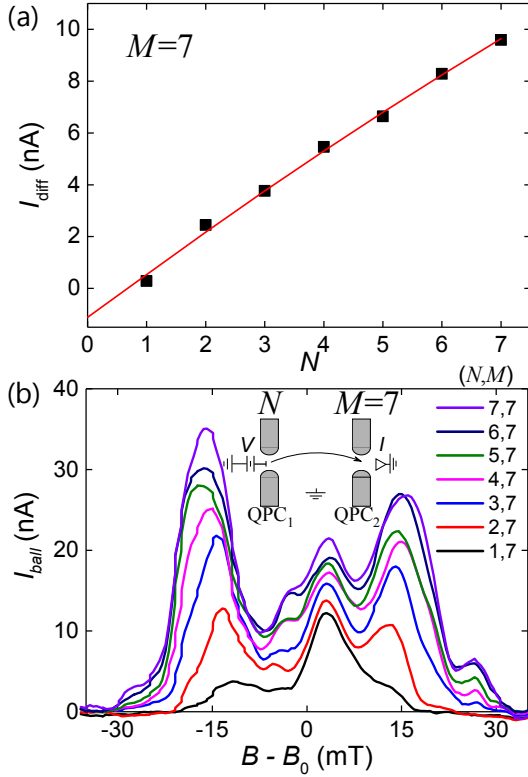 (a)
M=7
I_diff (nA)
10
8
6
4
2
0
0 1 2 3 4 5 6 7
N
(b)
(N,M)
7,7
6,7
5,7
4,7
3,7
2,7
1,7
N M=7
V I
QPC₁ QPC₂
I_ball (nA)
40
30
20
10
0
-30 -15 0 15 30
B - B₀ (mT)